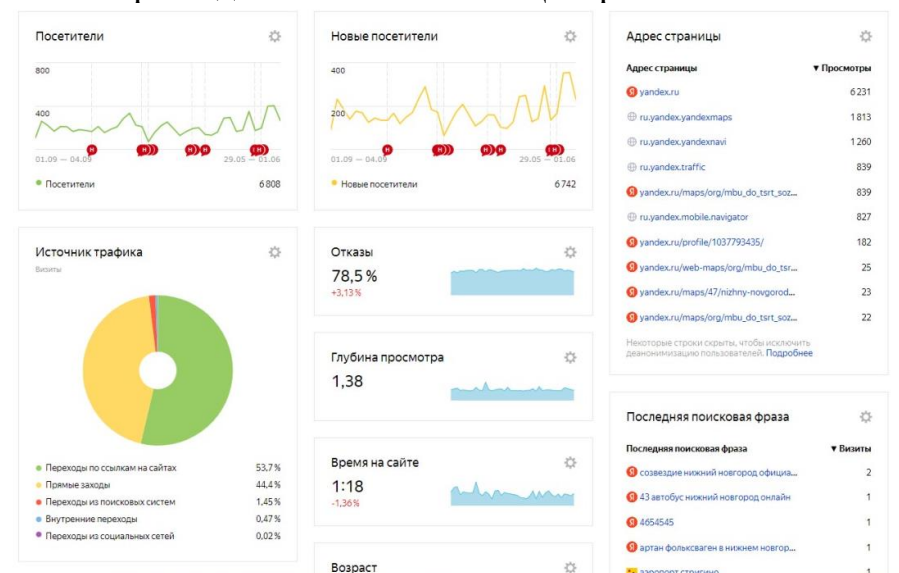 Посетители
800
400
01.09 — 04.09
29.05 — 01.06
Посетители 6 808
Новые посетители
400
200
01.09 — 04.09
29.05 — 01.06
Новые посетители 6 742
Адрес страницы
Адрес страницы ▼ Просмотры
yandex.ru 6 231
ru.yandex.yandexmaps 1 813
ru.yandex.yandexnavi 1 260
ru.yandex.traffic 839
yandex.ru/maps/org/mbu_do_tsrt_soz... 839
ru.yandex.mobile.navigator 827
yandex.ru/profile/1037793435/ 182
yandex.ru/web-maps/org/mbu_do_tsr... 25
yandex.ru/maps/47/nizhny-novgorod... 23
yandex.ru/maps/org/mbu_do_tsrt_soz... 22
Некоторые строки скрыты, чтобы исключить
деанонимизацию пользователей. Подробнее
Источник трафика
Визиты
Переходы по ссылкам на сайтах 53,7 %
Прямые заходы 44,4 %
Переходы из поисковых систем 1,45 %
Внутренние переходы 0,47 %
Переходы из социальных сетей 0,02 %
Отказы
78,5 %
+3,13 %
Глубина просмотра
1,38
Время на сайте
1:18
-1,36 %
Возраст
Последняя поисковая фраза
Последняя поисковая фраза ▼ Визиты
созвездие нижний новгород официа... 2
43 автобус нижний новгород онлайн 1
4654545 1
артан фольксваген в нижнем новгор... 1
аэропорт стригино 1